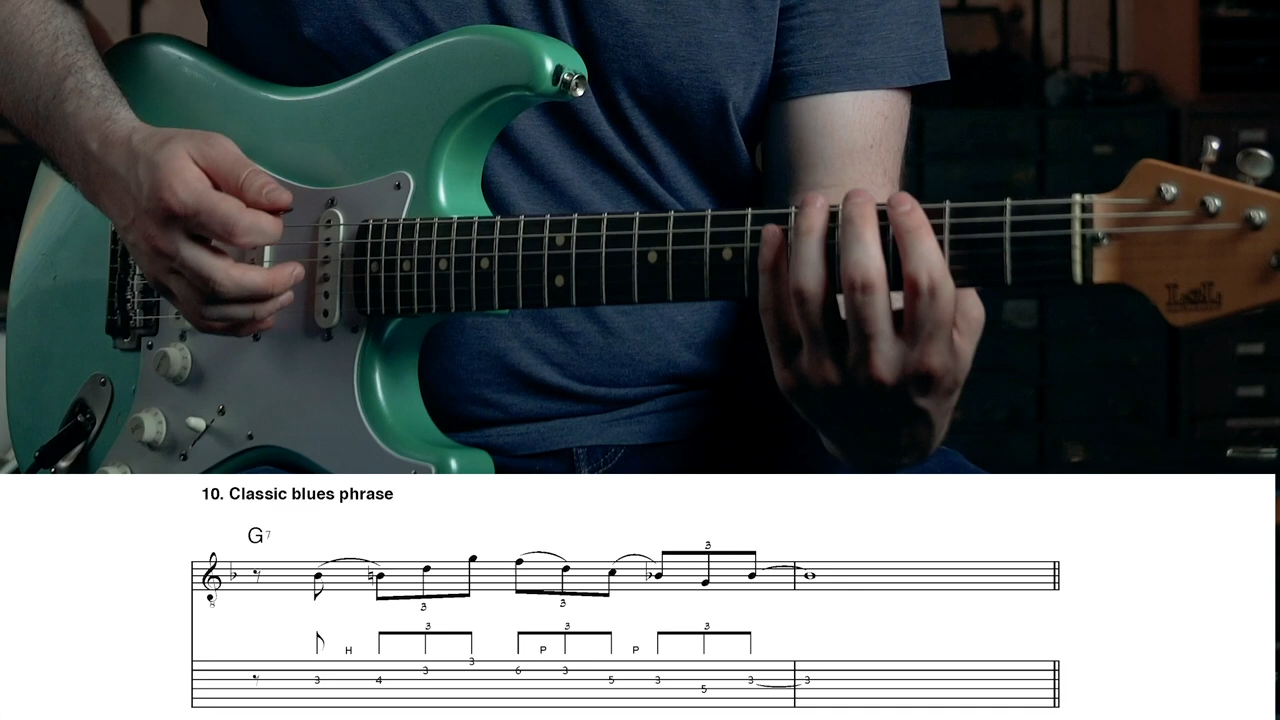 10. Classic blues phrase
G7
8
3 3 3
H 3 P 3 P 3
3 4 3 3 6 3 5 3 5 3 3